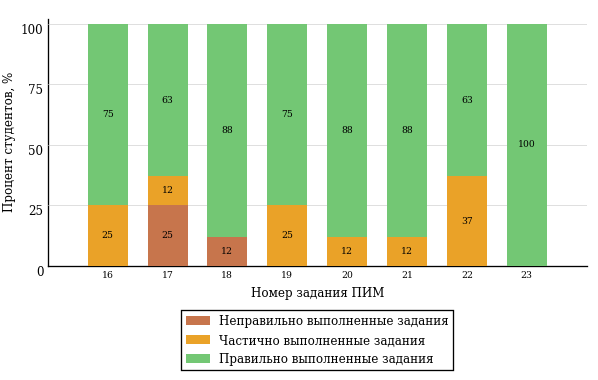 Процент студентов, %
100
75
50
25
0
75 63 88 75 88 88 63 100
12
25 25 12 25 12 12 37
16 17 18 19 20 21 22 23
Номер задания ПИМ
Неправильно выполненные задания
Частично выполненные задания
Правильно выполненные задания